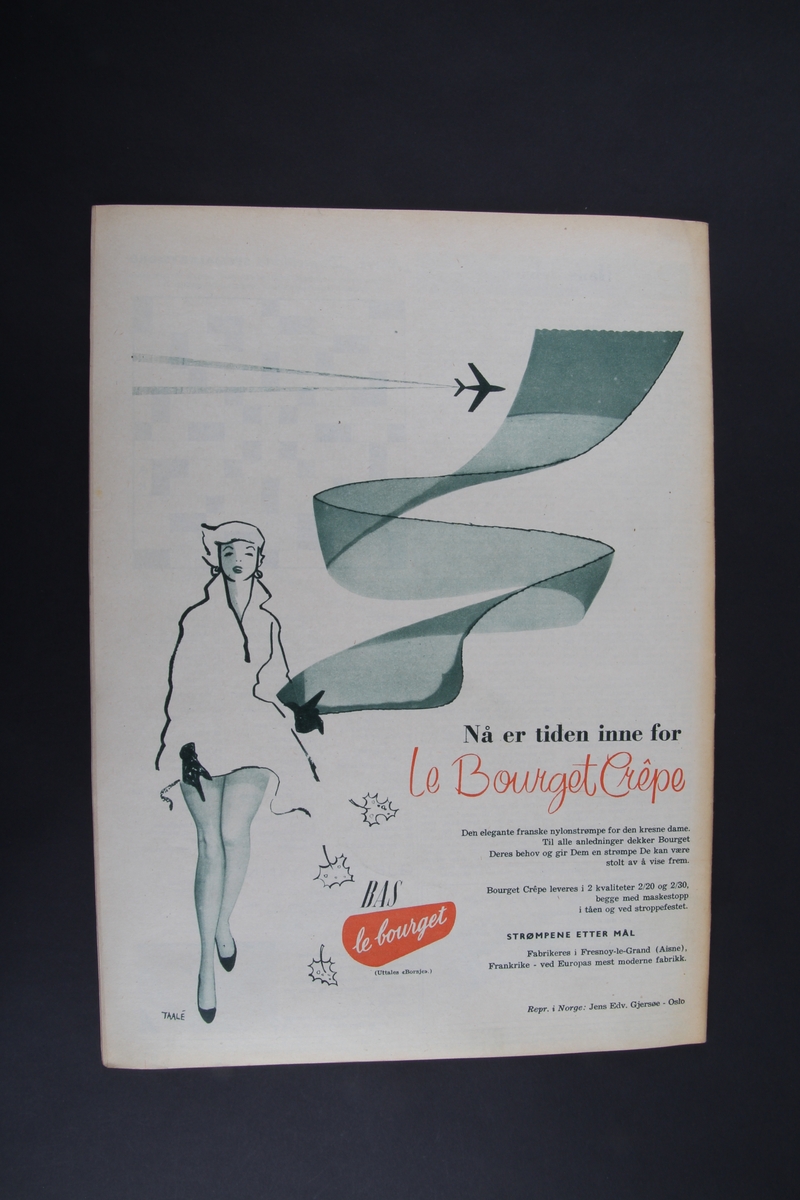 Nå er tiden inne for
Le Bourget Crêpe
Den elegante franske nylonstrømpe for den kresne dame.
Til alle anledninger dekker Bourget
Deres behov og gir Dem en strømpe De kan være
stolt av å vise frem.
Bourget Crêpe leveres i 2 kvaliteter 2/20 og 2/30,
begge med maskestopp
i tåen og ved stroppefestet.
STRØMPENE ETTER MÅL
Fabrikeres i Fresnoy-le-Grand (Aisne),
Frankrike - ved Europas mest moderne fabrikk.
Repr. i Norge: Jens Edv. Gjersøe - Oslo
BAS
le bourget
(Uttales «Borsje».)
TAALÉ